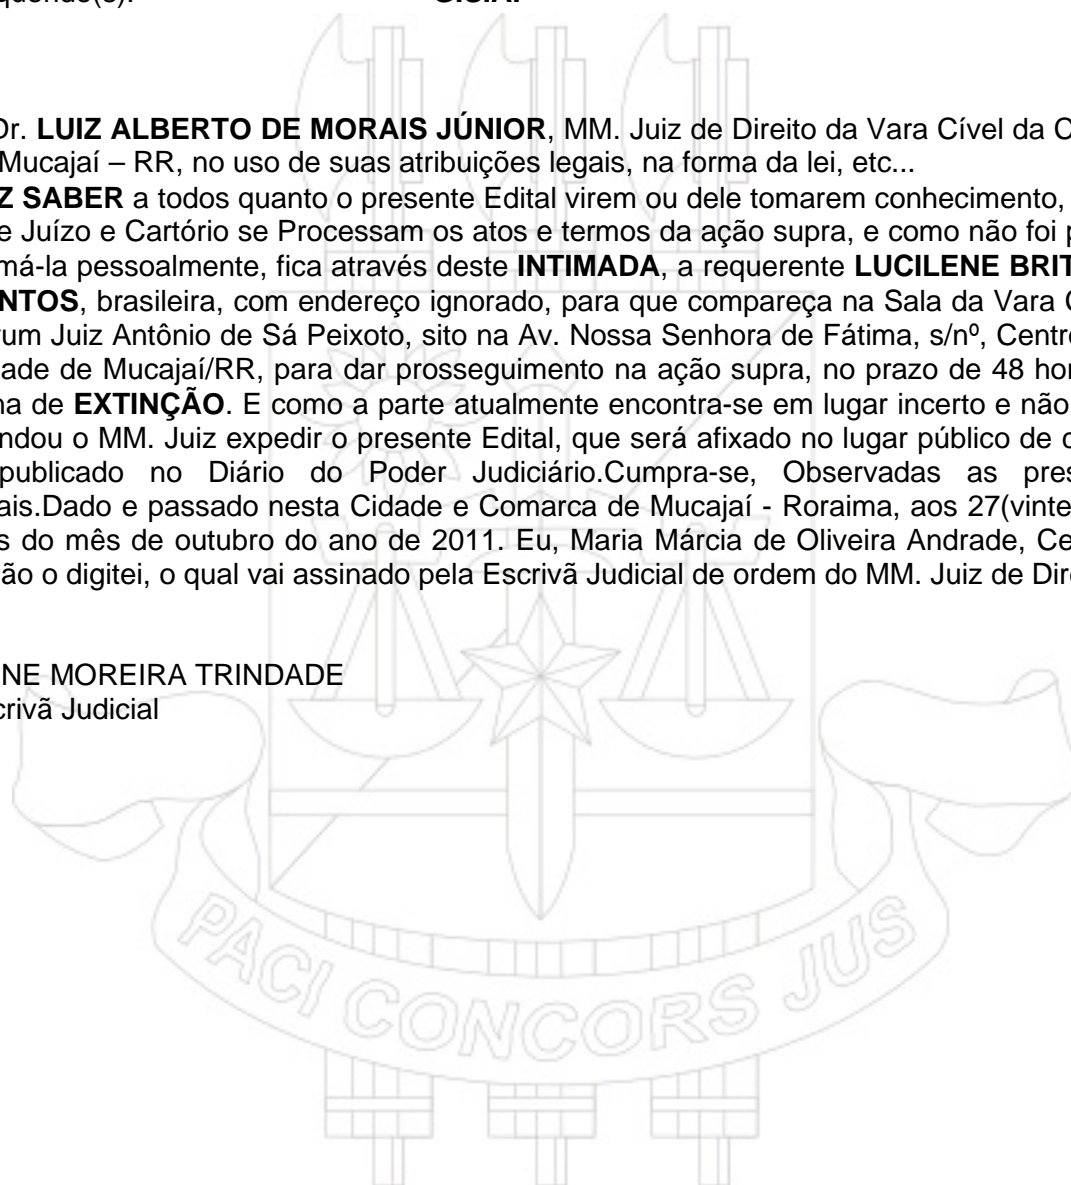 Dr. LUIZ ALBERTO DE MORAIS JÚNIOR, MM. Juiz de Direito da Vara Cível da C
Mucajaí – RR, no uso de suas atribuições legais, na forma da lei, etc...
Z SABER a todos quanto o presente Edital virem ou dele tomarem conhecimento,
e Juízo e Cartório se Processam os atos e termos da ação supra, e como não foi p
má-la pessoalmente, fica através deste INTIMADA, a requerente LUCILENE BRIT
NTOS, brasileira, com endereço ignorado, para que compareça na Sala da Vara C
um Juiz Antônio de Sá Peixoto, sito na Av. Nossa Senhora de Fátima, s/nº, Centro
ade de Mucajaí/RR, para dar prosseguimento na ação supra, no prazo de 48 hor
na de EXTINÇÃO. E como a parte atualmente encontra-se em lugar incerto e não
ndou o MM. Juiz expedir o presente Edital, que será afixado no lugar público de c
publicado no Diário do Poder Judiciário.Cumpra-se, Observadas as pres
ais.Dado e passado nesta Cidade e Comarca de Mucajaí - Roraima, aos 27(vinte
s do mês de outubro do ano de 2011. Eu, Maria Márcia de Oliveira Andrade, Ce
ão o digitei, o qual vai assinado pela Escrivã Judicial de ordem do MM. Juiz de Dir
NE MOREIRA TRINDADE
crivã Judicial
PACI CONCORS JUS